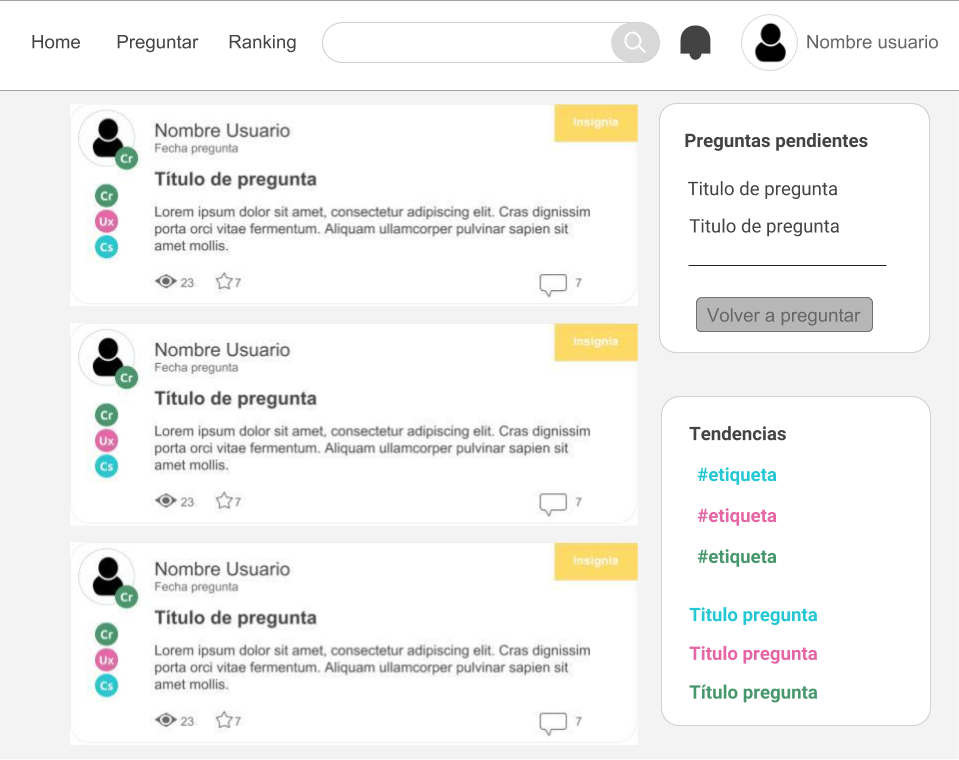 Home Preguntar Ranking Nombre usuario
Nombre Usuario
Insignia
Fecha pregunta
Cr
Título de pregunta
Cr
Ux
Cs
Lorem ipsum dolor sit amet, consectetur adipiscing elit. Cras dignissim
porta orci vitae fermentum. Aliquam ullamcorper pulvinar sapien sit
amet mollis.
23 7 7
Nombre Usuario
Insignia
Fecha pregunta
Cr
Título de pregunta
Cr
Ux
Cs
Lorem ipsum dolor sit amet, consectetur adipiscing elit. Cras dignissim
porta orci vitae fermentum. Aliquam ullamcorper pulvinar sapien sit
amet mollis.
23 7 7
Nombre Usuario
Insignia
Fecha pregunta
Cr
Título de pregunta
Cr
Ux
Cs
Lorem ipsum dolor sit amet, consectetur adipiscing elit. Cras dignissim
porta orci vitae fermentum. Aliquam ullamcorper pulvinar sapien sit
amet mollis.
23 7 7
Preguntas pendientes
Titulo de pregunta
Titulo de pregunta
Volver a preguntar
Tendencias
#etiqueta
#etiqueta
#etiqueta
Titulo pregunta
Titulo pregunta
Título pregunta